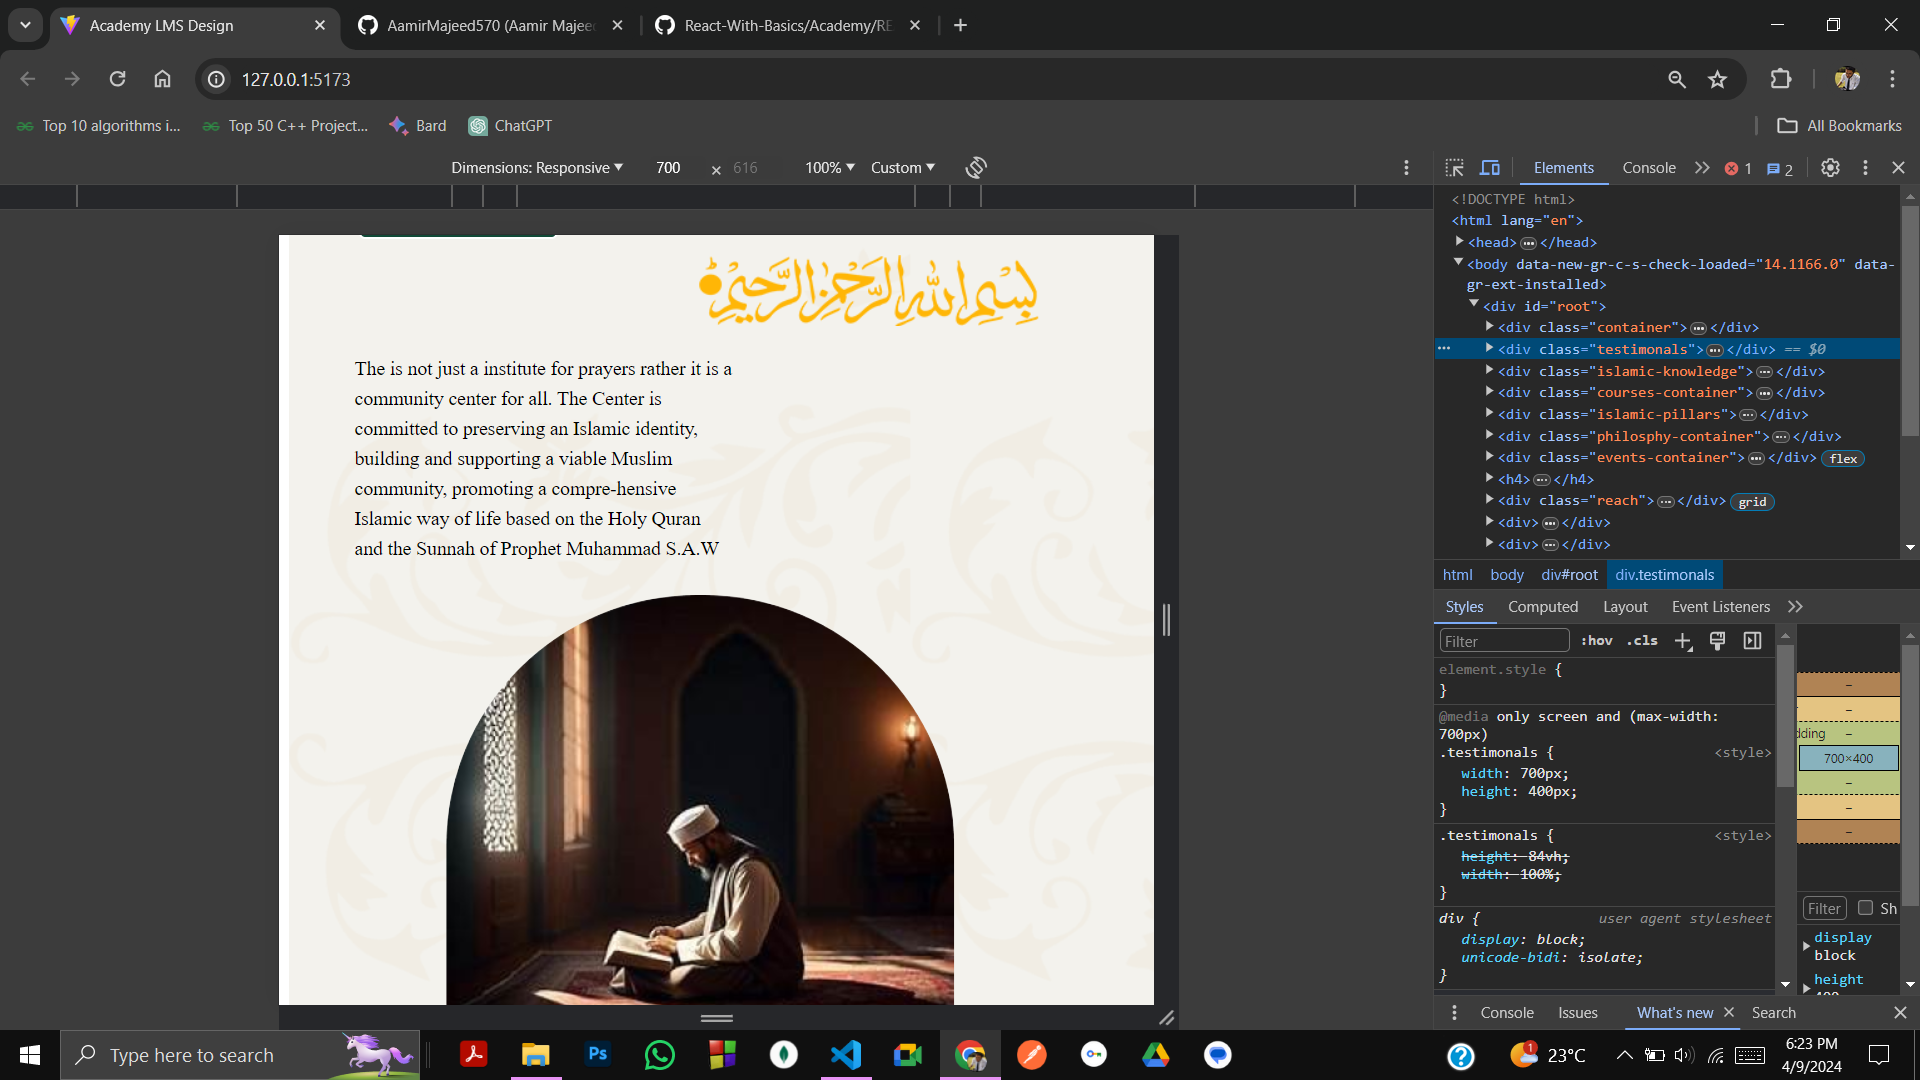 Academy LMS Design
AamirMajeed570 (Aamir Majee
React-With-Basics/Academy/RE
127.0.0.1:5173
Top 10 algorithms i...
Top 50 C++ Project...
Bard
ChatGPT
All Bookmarks
Dimensions: Responsive
700
×
616
100%
Custom
Elements
Console
1
2
بِسْمِ اللهِ الرَّحْمٰنِ الرَّحِيْمِ
The is not just a institute for prayers rather it is a
community center for all. The Center is
committed to preserving an Islamic identity,
building and supporting a viable Muslim
community, promoting a compre-hensive
Islamic way of life based on the Holy Quran
and the Sunnah of Prophet Muhammad S.A.W
<!DOCTYPE html>
<html lang="en">
<head> ••• </head>
<body data-new-gr-c-s-check-loaded="14.1166.0" data-
gr-ext-installed>
<div id="root">
<div class="container"> ••• </div>
<div class="testimonals"> ••• </div> == $0
<div class="islamic-knowledge"> ••• </div>
<div class="courses-container"> ••• </div>
<div class="islamic-pillars"> ••• </div>
<div class="philosphy-container"> ••• </div>
<div class="events-container"> ••• </div> flex
<h4> ••• </h4>
<div class="reach"> ••• </div> grid
<div> ••• </div>
<div> ••• </div>
html
body
div#root
div.testimonals
Styles
Computed
Layout
Event Listeners
Filter
:hov
.cls
element.style {
}
@media only screen and (max-width:
700px)
.testimonals {
<style>
width: 700px;
height: 400px;
}
.testimonals {
<style>
height: 84vh;
width: 100%;
}
div {
user agent stylesheet
display: block;
unicode-bidi: isolate;
}
dding
700×400
Filter
Sh
display
block
height
Console
Issues
What's new
Search
Type here to search
Ps
1
23°C
6:23 PM
4/9/2024